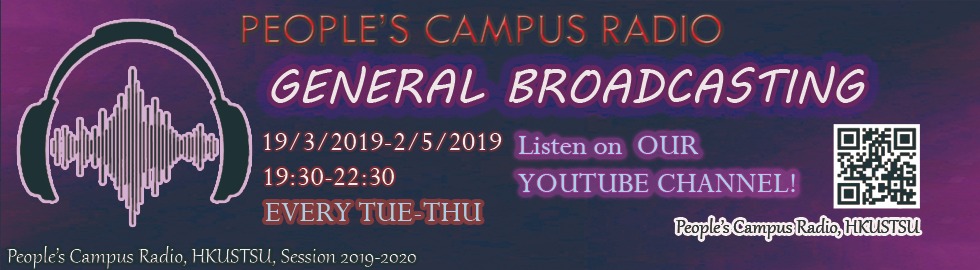 PEOPLE'S CAMPUS RADIO
GENERAL BROADCASTING
19/3/2019-2/5/2019
19:30-22:30
EVERY TUE-THU
Listen on OUR
YOUTUBE CHANNEL!
People's Campus Radio, HKUSTSU
People's Campus Radio, HKUSTSU, Session 2019-2020